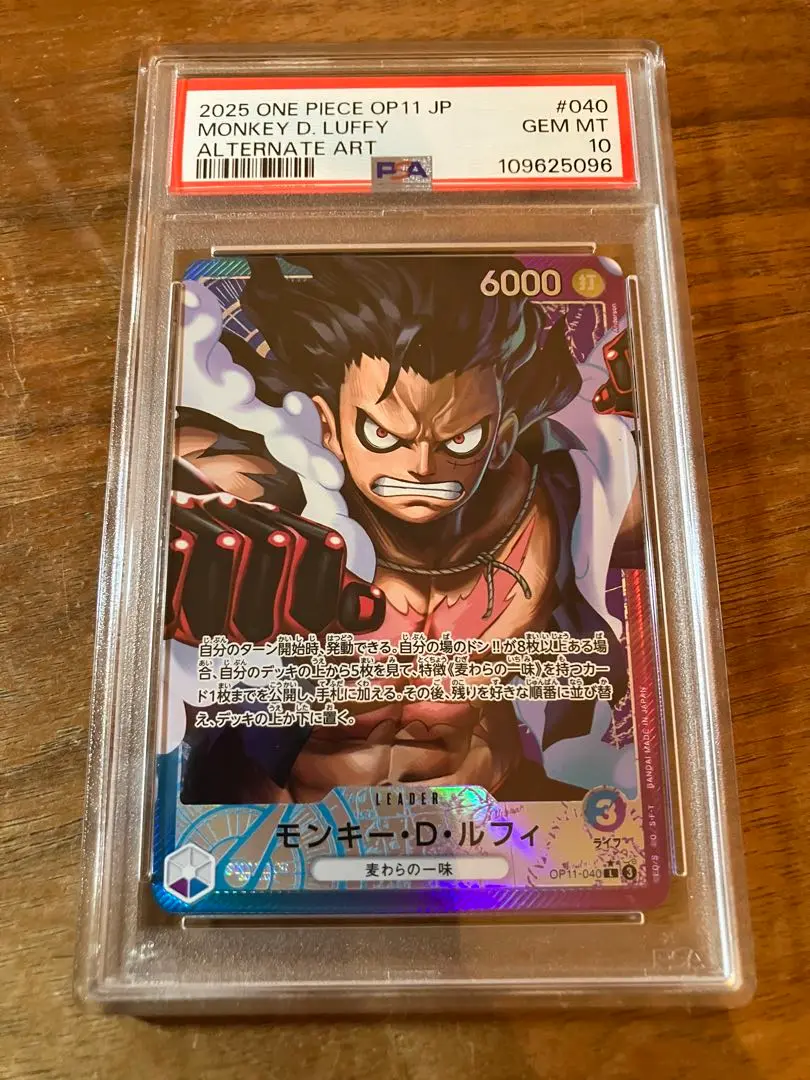 2025 ONE PIECE OP11 JP #040
MONKEY D. LUFFY GEM MT
ALTERNATE ART 10
PSA 109625096
6000 打
自分のターン開始時、発動できる。自分の場のドン!!が8枚以上ある場
合、自分のデッキの上から5枚を見て、特徴《麦わらの一味》を持つカー
ド1枚までを公開し、手札に加える。その後、残りを好きな順番に並び替
え、デッキの上か下に置く。
BANDAI MADE IN JAPAN
LEADER
3
モンキー・D・ルフィ
ライフ
麦わらの一味
OP11-040 L 3
PSA